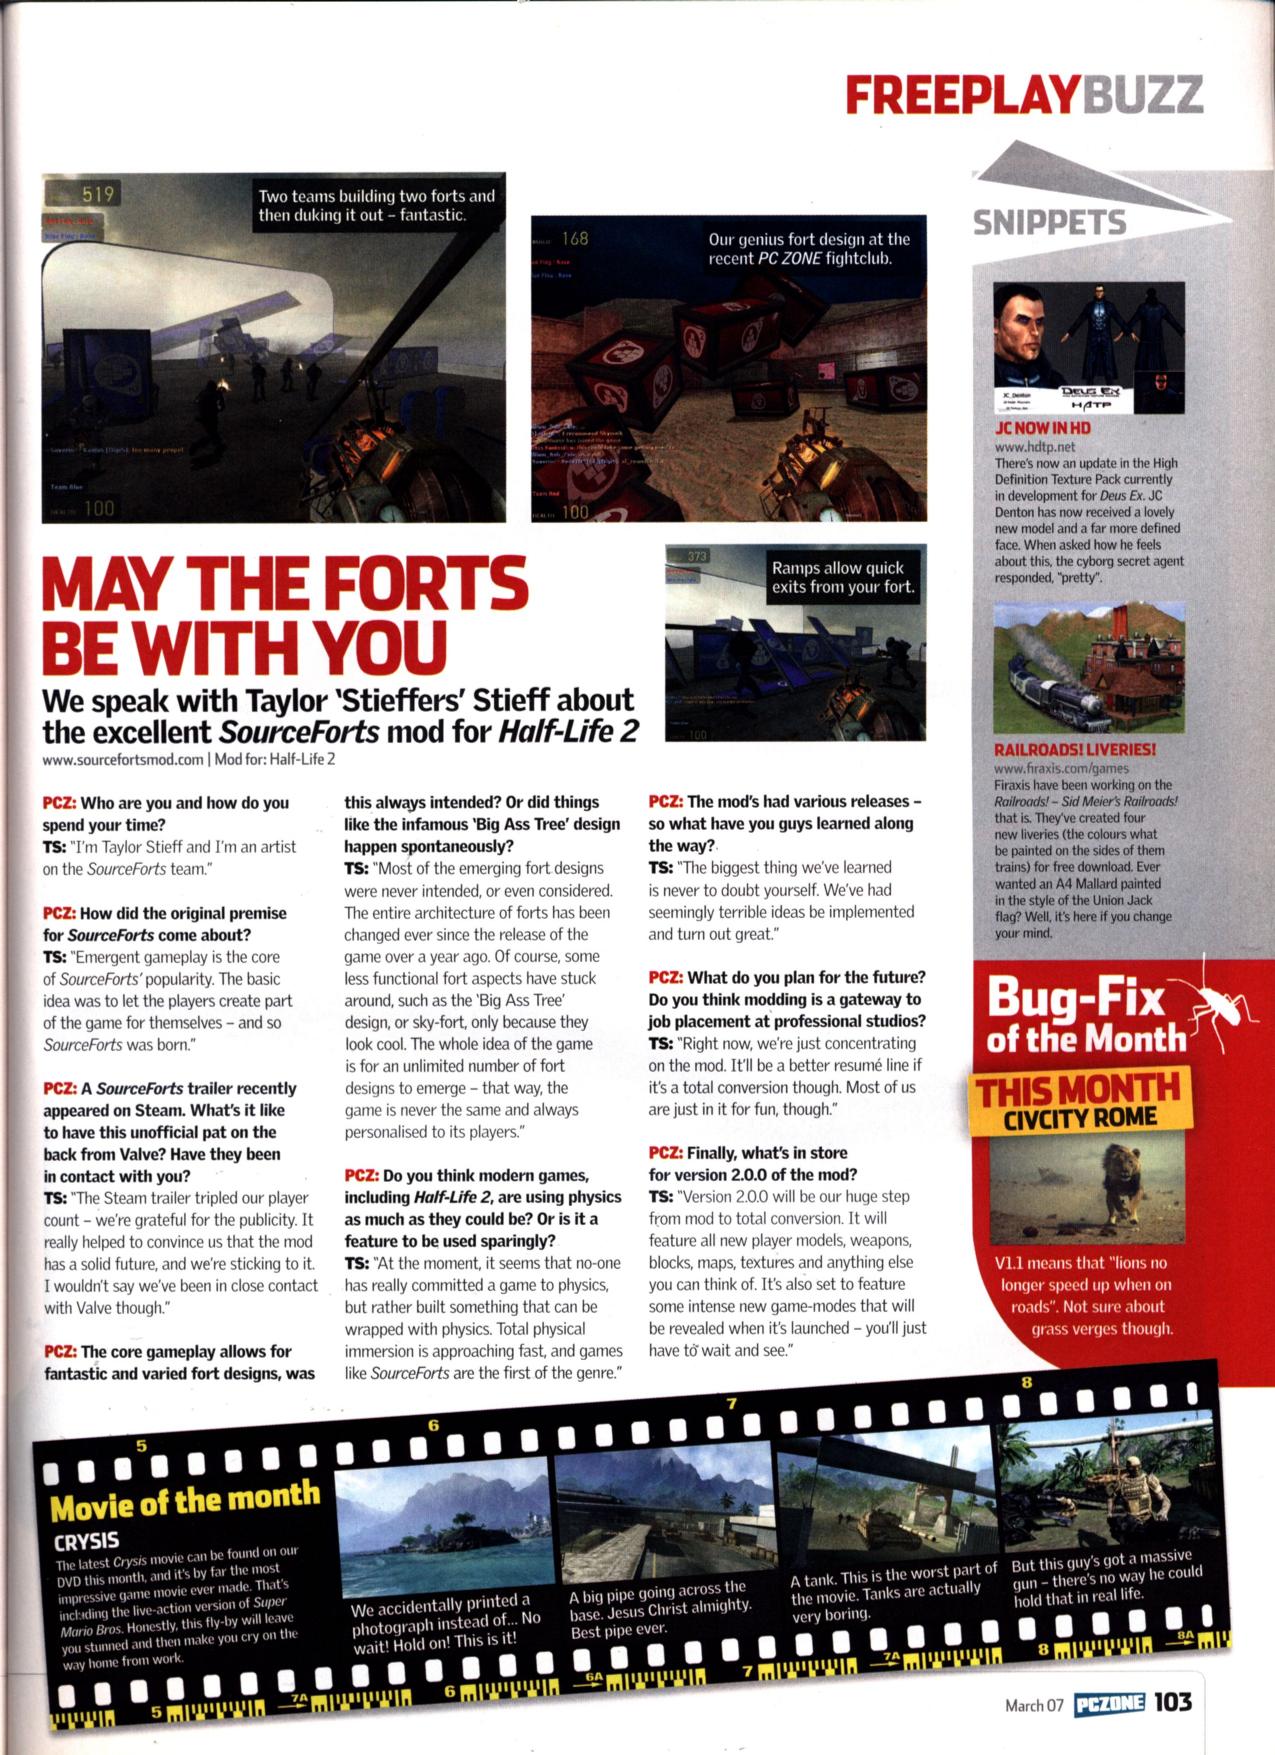 FREEPLAYBUZZ
519
Two teams building two forts and
then duking it out – fantastic.
Team Blue
100
168
Our genius fort design at the
recent PC ZONE fightclub.
Team Red
HEALTH 100
373
Ramps allow quick
exits from your fort.
100
MAY THE FORTS
BE WITH YOU
We speak with Taylor ‘Stieffers’ Stieff about
the excellent SourceForts mod for Half-Life 2
www.sourcefortsmod.com | Mod for: Half-Life 2
PCZ: Who are you and how do you
spend your time?
TS: “I’m Taylor Stieff and I’m an artist
on the SourceForts team.”
PCZ: How did the original premise
for SourceForts come about?
TS: “Emergent gameplay is the core
of SourceForts’ popularity. The basic
idea was to let the players create part
of the game for themselves – and so
SourceForts was born.”
PCZ: A SourceForts trailer recently
appeared on Steam. What’s it like
to have this unofficial pat on the
back from Valve? Have they been
in contact with you?
TS: “The Steam trailer tripled our player
count – we’re grateful for the publicity. It
really helped to convince us that the mod
has a solid future, and we’re sticking to it.
I wouldn’t say we’ve been in close contact
with Valve though.”
PCZ: The core gameplay allows for
fantastic and varied fort designs, was
this always intended? Or did things
like the infamous ‘Big Ass Tree’ design
happen spontaneously?
TS: “Most of the emerging fort designs
were never intended, or even considered.
The entire architecture of forts has been
changed ever since the release of the
game over a year ago. Of course, some
less functional fort aspects have stuck
around, such as the ‘Big Ass Tree’
design, or sky-fort, only because they
look cool. The whole idea of the game
is for an unlimited number of fort
designs to emerge – that way, the
game is never the same and always
personalised to its players.”
PCZ: Do you think modern games,
including Half-Life 2, are using physics
as much as they could be? Or is it a
feature to be used sparingly?
TS: “At the moment, it seems that no-one
has really committed a game to physics,
but rather built something that can be
wrapped with physics. Total physical
immersion is approaching fast, and games
like SourceForts are the first of the genre.”
PCZ: The mod’s had various releases –
so what have you guys learned along
the way?
TS: “The biggest thing we’ve learned
is never to doubt yourself. We’ve had
seemingly terrible ideas be implemented
and turn out great.”
PCZ: What do you plan for the future?
Do you think modding is a gateway to
job placement at professional studios?
TS: “Right now, we’re just concentrating
on the mod. It’ll be a better resumé line if
it’s a total conversion though. Most of us
are just in it for fun, though.”
PCZ: Finally, what’s in store
for version 2.0.0 of the mod?
TS: “Version 2.0.0 will be our huge step
from mod to total conversion. It will
feature all new player models, weapons,
blocks, maps, textures and anything else
you can think of. It’s also set to feature
some intense new game-modes that will
be revealed when it’s launched – you’ll just
have to wait and see.”
SNIPPETS
JC_Denton
DEUS EX
HDTP
JC NOW IN HD
www.hdtp.net
There’s now an update in the High
Definition Texture Pack currently
in development for Deus Ex. JC
Denton has now received a lovely
new model and a far more defined
face. When asked how he feels
about this, the cyborg secret agent
responded, “pretty”.
RAILROADS! LIVERIES!
www.firaxis.com/games
Firaxis have been working on the
Railroads! – Sid Meier’s Railroads!
that is. They’ve created four
new liveries (the colours what
be painted on the sides of them
trains) for free download. Ever
wanted an A4 Mallard painted
in the style of the Union Jack
flag? Well, it’s here if you change
your mind.
Bug-Fix
of the Month
THIS MONTH
CIVCITY ROME
V1.1 means that “lions no
longer speed up when on
roads”. Not sure about
grass verges though.
5
6
7
8
Movie of the month
CRYSIS
The latest Crysis movie can be found on our
DVD this month, and it’s by far the most
impressive game movie ever made. That’s
including the live-action version of Super
Mario Bros. Honestly, this fly-by will leave
you stunned and then make you cry on the
way home from work.
We accidentally printed a
photograph instead of... No
wait! Hold on! This is it!
A big pipe going across the
base. Jesus Christ almighty.
Best pipe ever.
A tank. This is the worst part of
the movie. Tanks are actually
very boring.
But this guy’s got a massive
gun – there’s no way he could
hold that in real life.
5
7A
6
6A
7
7A
8
8A
March 07 PCZONE 103